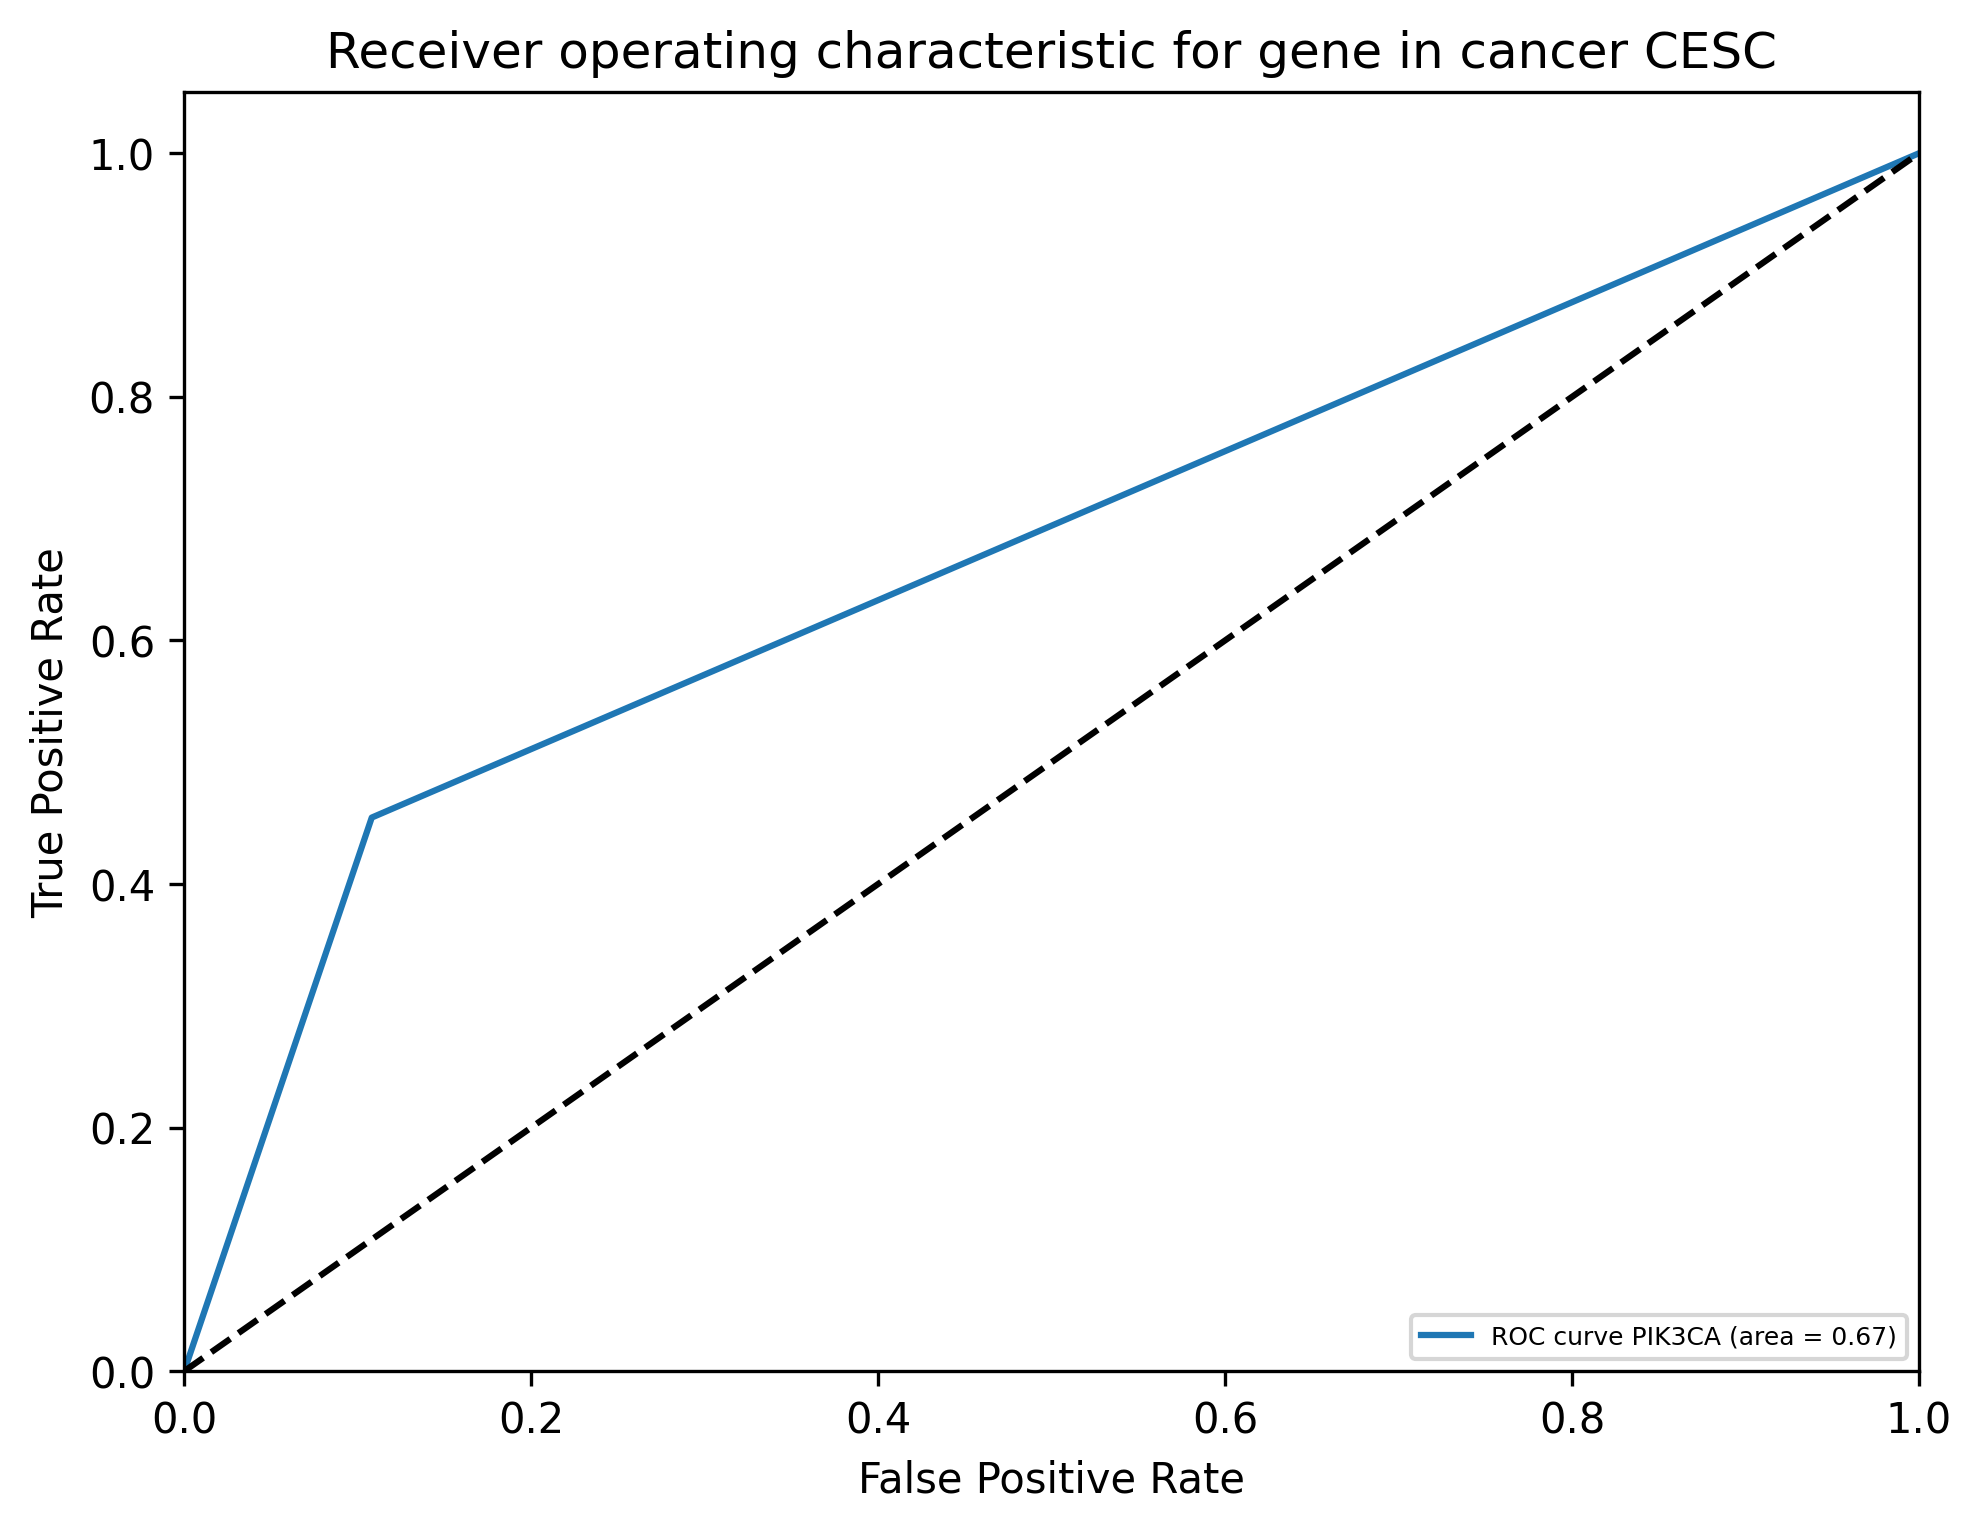 Receiver operating characteristic for gene in cancer CESC
1.0
0.8
0.6
0.4
0.2
0.0
True Positive Rate
0.0 0.2 0.4 0.6 0.8 1.0
False Positive Rate
ROC curve PIK3CA (area = 0.67)